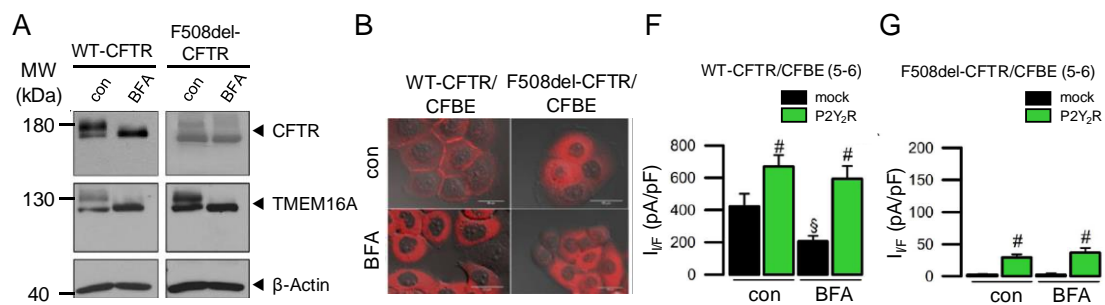 A
WT-CFTR
F508del-
CFTR
MW
(kDa)
con
BFA
con
BFA
180
CFTR
130
TMEM16A
40
β-Actin
B
WT-CFTR/
CFBE
F508del-CFTR/
CFBE
con
BFA
F
WT-CFTR/CFBE (5-6)
mock
P2Y₂R
I_I/F (pA/pF)
800
600
400
200
0
#
§
#
con
BFA
G
F508del-CFTR/CFBE (5-6)
mock
P2Y₂R
I_I/F (pA/pF)
200
150
100
50
0
#
#
con
BFA